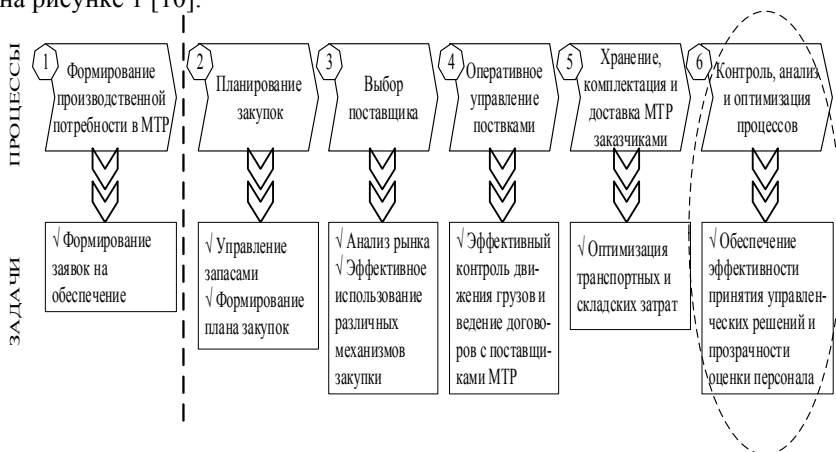 на рисунке 1 [10].
ПРОЦЕССЫ
1
Формирование
производственной
потребности в МТР
2
Планирование
закупок
3
Выбор
поставщика
4
Оперативное
управление
поствками
5
Хранение,
комплектация и
доставка МТР
заказчиками
6
Контроль, анализ
и оптимизация
процессов
ЗАДАЧИ
√ Формирование
заявок на
обеспечение
√ Управление
запасами
√ Формирование
плана закупок
√ Анализ рынка
√ Эффективное
использование
различных
механизмов
закупки
√ Эффективный
контроль дви-
жения грузов и
ведение догово-
ров с поставщи-
ками МТР
√ Оптимизация
транспортных и
складских затрат
√ Обеспечение
эффективности
принятия управлен-
ческих решений и
прозрачности
оценки персонала